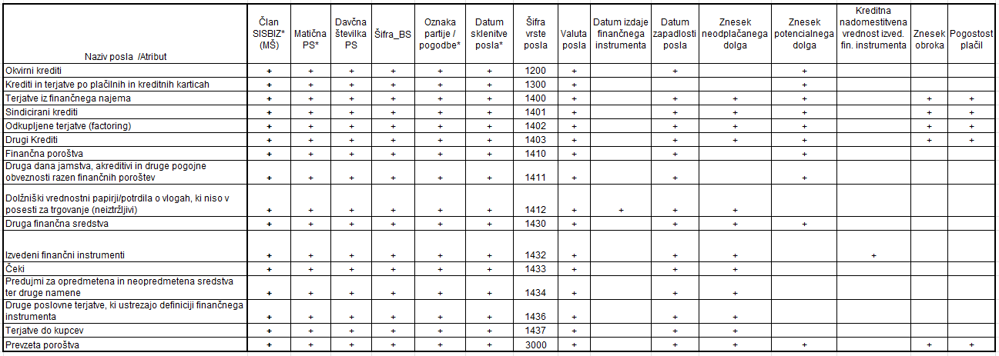 Naziv posla /Atribut | Član SISBIZ* (MŠ) | Matična PS* | Davčna številka PS | Šifra_BS | Oznaka partije / pogodbe* | Datum sklenitve posla* | Šifra vrste posla | Valuta posla | Datum izdaje finančnega instrumenta | Datum zapadlosti posla | Znesek neodplačanega dolga | Znesek potencialnega dolga | Kreditna nadomestitvena vrednost izved. fin. instrumenta | Znesek obroka | Pogostost plačil
Okvirni krediti | + | + | + | + | + | + | 1200 | + | | + | | + | | |
Krediti in terjatve po plačilnih in kreditnih karticah | + | + | + | + | + | + | 1300 | + | | | | + | | |
Terjatve iz finančnega najema | + | + | + | + | + | + | 1400 | + | | + | + | + | | + | +
Sindicirani krediti | + | + | + | + | + | + | 1401 | + | | + | + | + | | + | +
Odkupljene terjatve (factoring) | + | + | + | + | + | + | 1402 | + | | + | + | + | | + | +
Drugi Krediti | + | + | + | + | + | + | 1403 | + | | + | + | + | | + | +
Finančna poroštva | + | + | + | + | + | + | 1410 | + | | + | | + | | |
Druga dana jamstva, akreditivi in druge pogojne obveznosti razen finančnih poroštev | + | + | + | + | + | + | 1411 | + | | + | | + | | |
Dolžniški vrednostni papirji/potrdila o vlogah, ki niso v posesti za trgovanje (neiztržljivi) | + | + | + | + | + | + | 1412 | + | + | + | + | | | |
Druga finančna sredstva | + | + | + | + | + | + | 1430 | + | | + | + | + | | |
Izvedeni finančni instrumenti | + | + | + | + | + | + | 1432 | + | | + | + | | + | |
Čeki | + | + | + | + | + | + | 1433 | + | | + | + | | | |
Predujmi za opredmetena in neopredmetena sredstva ter druge namene | + | + | + | + | + | + | 1434 | + | | + | + | | | |
Druge poslovne terjatve, ki ustrezajo definiciji finančnega instrumenta | + | + | + | + | + | + | 1436 | + | | + | + | | | |
Terjatve do kupcev | + | + | + | + | + | + | 1437 | + | | + | + | | | |
Prevzeta poroštva | + | + | + | + | + | + | 3000 | + | | + | + | + | | + | +